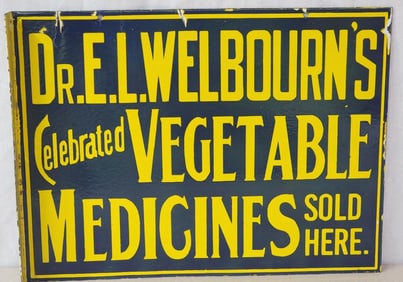 DR. E.L. WELBOURN'S
Celebrated VEGETABLE
MEDICINES SOLD HERE.